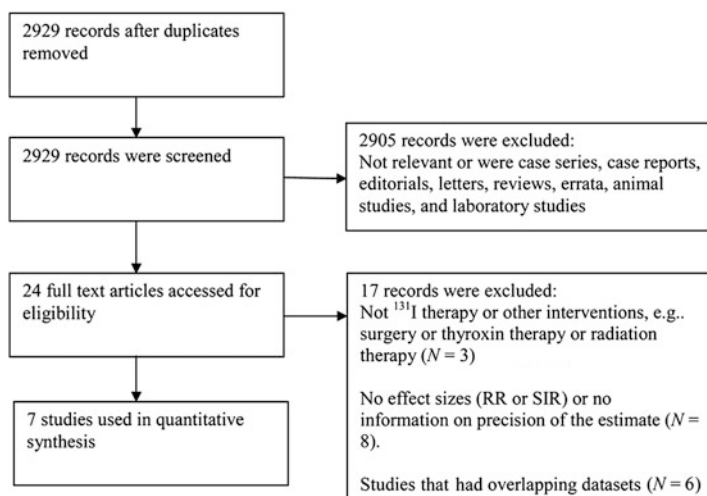 2929 records after duplicates
removed
2929 records were screened
2905 records were excluded:
Not relevant or were case series, case reports,
editorials, letters, reviews, errata, animal
studies, and laboratory studies
24 full text articles accessed for
eligibility
17 records were excluded:
Not ¹³¹I therapy or other interventions, e.g..
surgery or thyroxin therapy or radiation
therapy (N = 3)
No effect sizes (RR or SIR) or no
information on precision of the estimate (N =
8).
Studies that had overlapping datasets (N = 6)
7 studies used in quantitative
synthesis